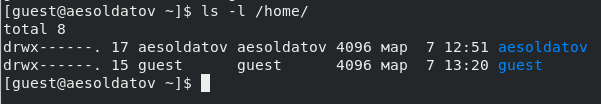 [guest@aesoldatov ~]$ ls -l /home/
total 8
drwx------. 17 aesoldatov aesoldatov 4096 мар  7 12:51 aesoldatov
drwx------. 15 guest      guest      4096 мар  7 13:20 guest
[guest@aesoldatov ~]$